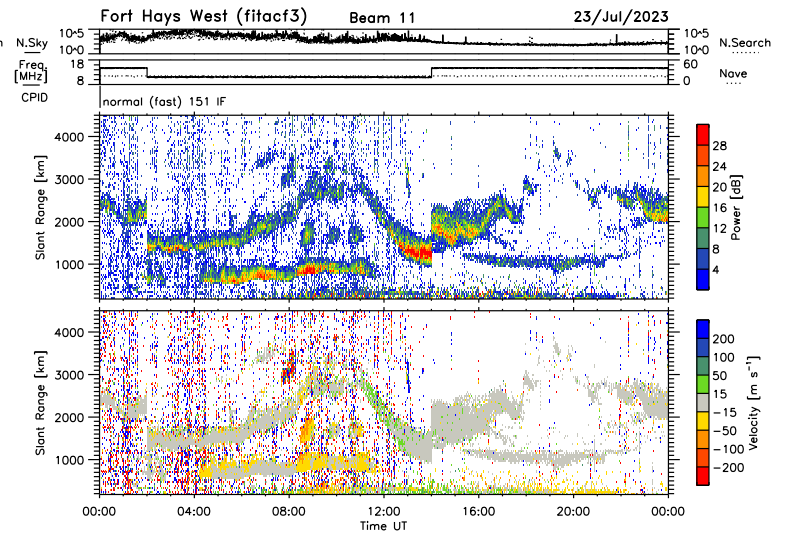 Fort Hays West (fitacf3) Beam 11 23/Jul/2023
N.Sky 10^5 10^0 10^5 10^0 N.Search
Freq. [MHz] 18 8 60 0 Nave
CPID normal (fast) 151 IF
Slant Range [km]
4000
3000
2000
1000
Power [dB]
28
24
20
16
12
8
4
Slant Range [km]
4000
3000
2000
1000
Velocity [m s⁻¹]
200
100
50
15
−15
−50
−100
−200
00:00 04:00 08:00 12:00 16:00 20:00 00:00
Time UT